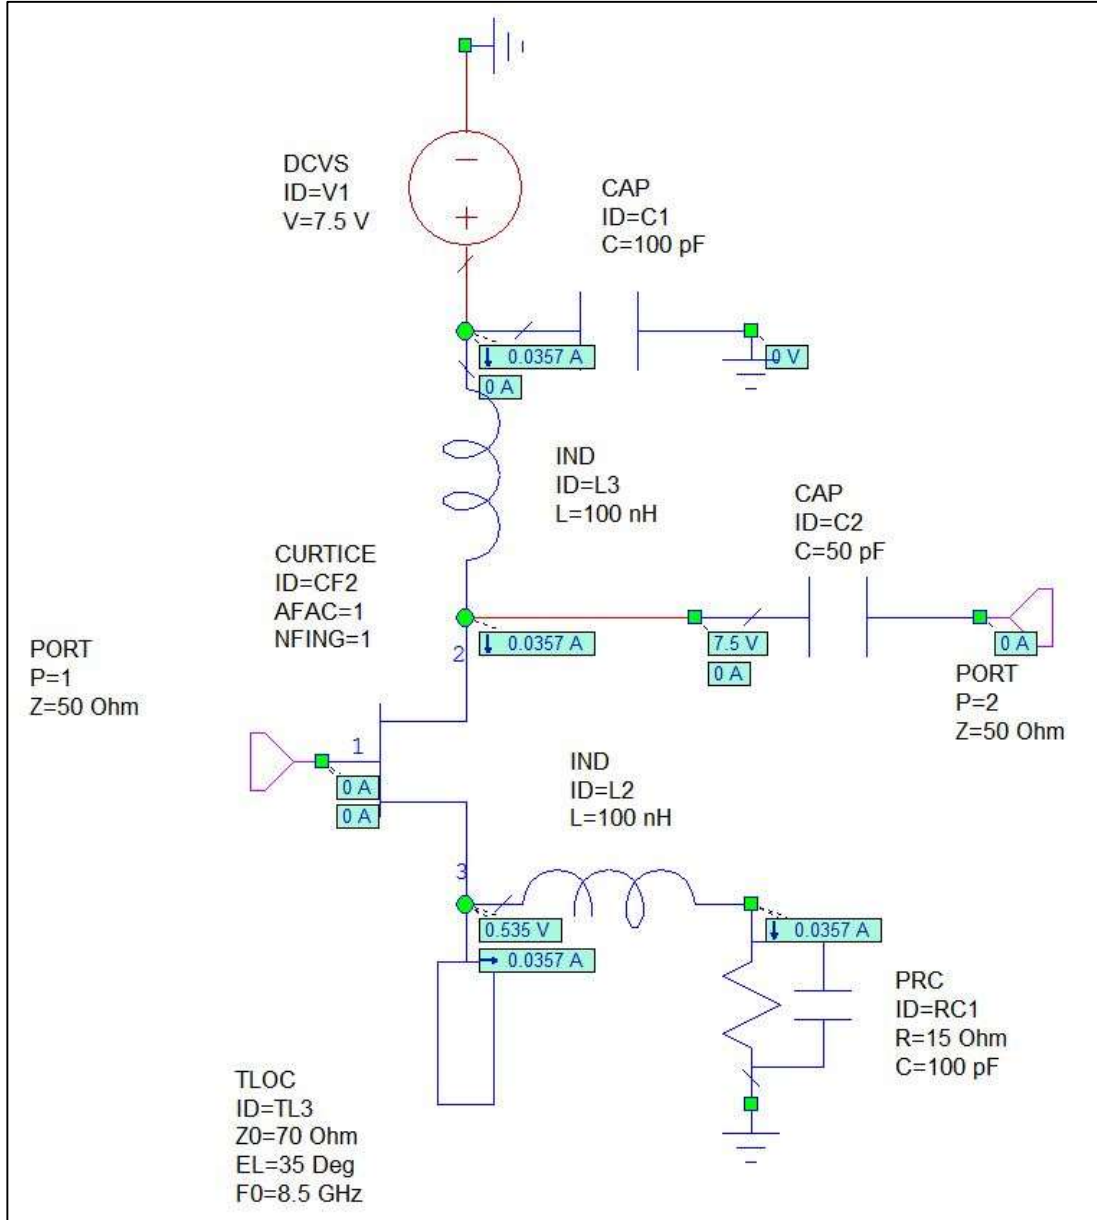 DCVS
ID=V1
V=7.5 V
CAP
ID=C1
C=100 pF
0.0357 A
0 A
0 V
IND
ID=L3
L=100 nH
CAP
ID=C2
C=50 pF
CURTICE
ID=CF2
AFAC=1
NFING=1
2
0.0357 A
7.5 V
0 A
0 A
PORT
P=1
Z=50 Ohm
PORT
P=2
Z=50 Ohm
1
0 A
0 A
IND
ID=L2
L=100 nH
3
0.535 V
0.0357 A
0.0357 A
PRC
ID=RC1
R=15 Ohm
C=100 pF
TLOC
ID=TL3
Z0=70 Ohm
EL=35 Deg
F0=8.5 GHz